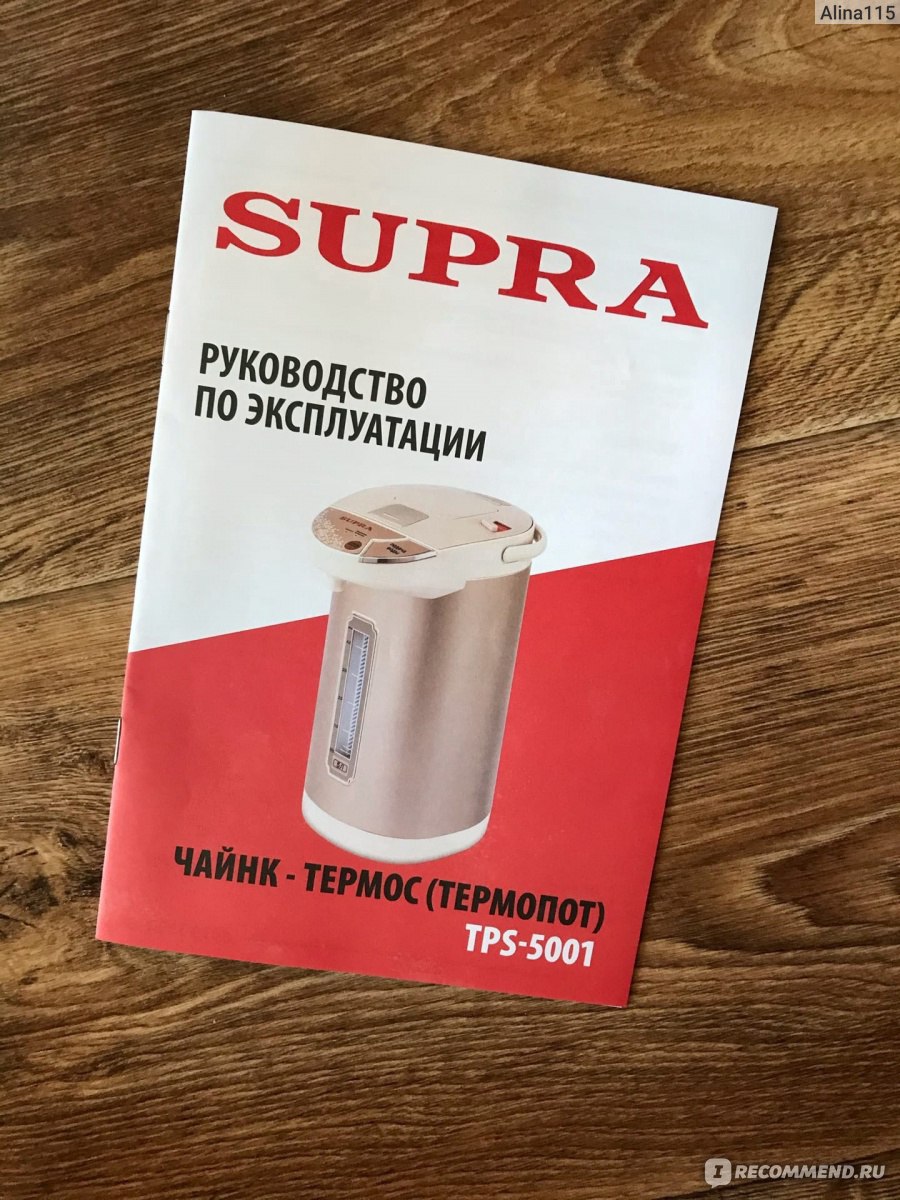 Alina115
SUPRA
РУКОВОДСТВО
ПО ЭКСПЛУАТАЦИИ
SUPRA
ЧАЙНК - ТЕРМОС (ТЕРМОПОТ)
TPS-5001
I RECOMMEND.RU